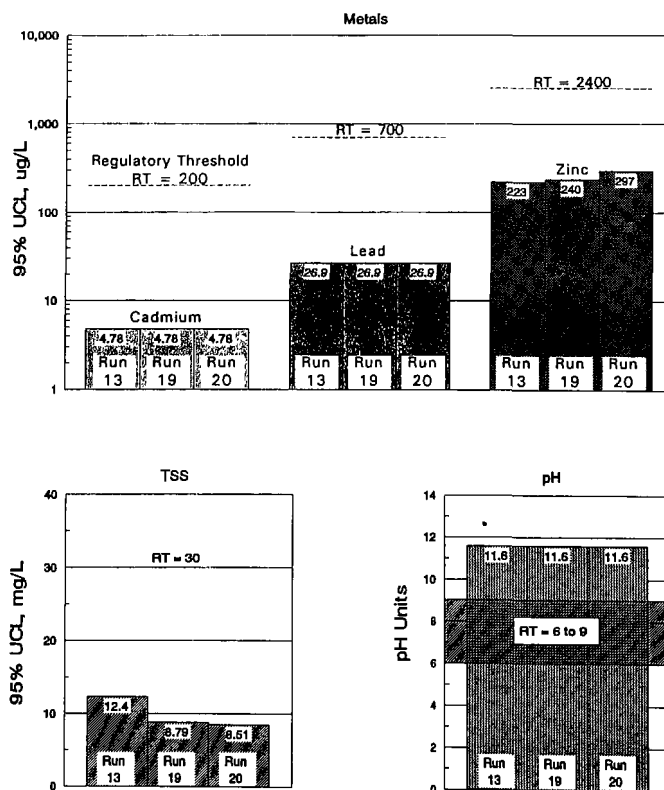 Metals
10,000
1,000
100
10
1
95% UCL, ug/L
Regulatory Threshold
RT = 200
RT = 700
RT = 2400
Cadmium
4.78 4.78 4.78
Run Run Run
13 19 20
Lead
26.9 26.9 26.9
Run Run Run
13 19 20
Zinc
223 240 297
Run Run Run
13 19 20
TSS
40
30
20
10
0
95% UCL, mg/L
RT = 30
12.4 8.79 8.51
Run Run Run
13 19 20
pH
14
12
10
8
6
4
2
0
pH Units
11.6 11.6 11.6
RT = 6 to 9
Run Run Run
13 19 20